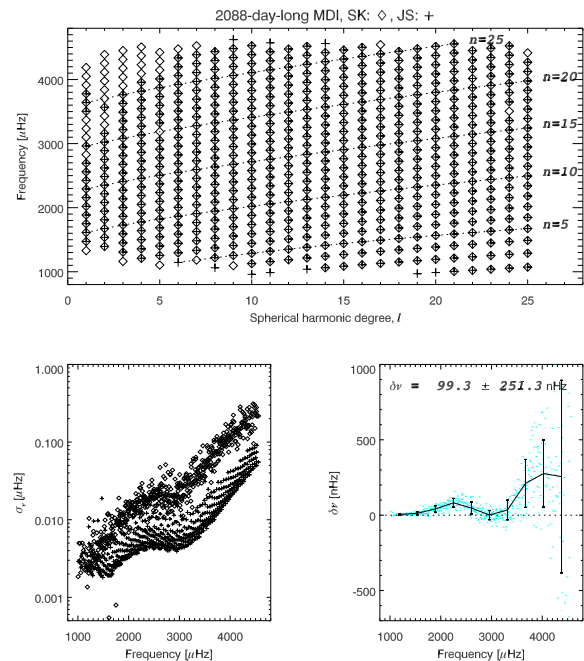 2088-day-long MDI, SK: ◇, JS: +
n=25
n=20
n=15
n=10
n=5
4000
3000
2000
1000
Frequency [μHz]
0 5 10 15 20 25
Spherical harmonic degree, l
1.000
0.100
0.010
0.001
σν [μHz]
1000 2000 3000 4000
Frequency [μHz]
δν = 99.3 ± 251.3 nHz
1000
500
0
-500
δν [nHz]
1000 2000 3000 4000
Frequency [μHz]